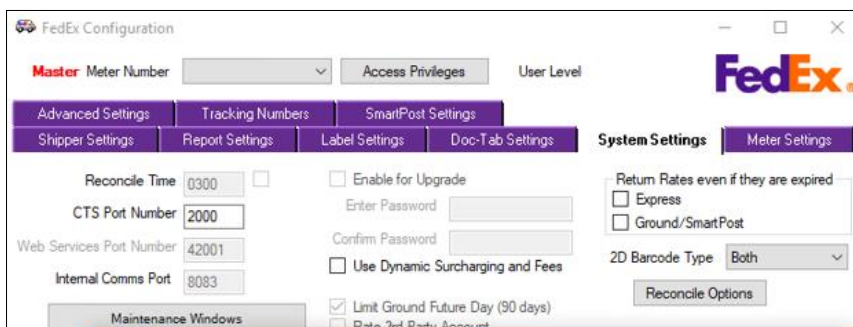 FedEx Configuration
Master Meter Number Access Privileges User Level
FedEx.
Advanced Settings Tracking Numbers SmartPost Settings
Shipper Settings Report Settings Label Settings Doc-Tab Settings System Settings Meter Settings
Reconcile Time 0300
CTS Port Number 2000
Web Services Port Number 42001
Internal Comms Port 8083
Maintenance Windows
Enable for Upgrade
Enter Password
Confirm Password
Use Dynamic Surcharging and Fees
Limit Ground Future Day (90 days)
Rate 3rd Party Account
Return Rates even if they are expired
Express
Ground/SmartPost
2D Barcode Type Both
Reconcile Options